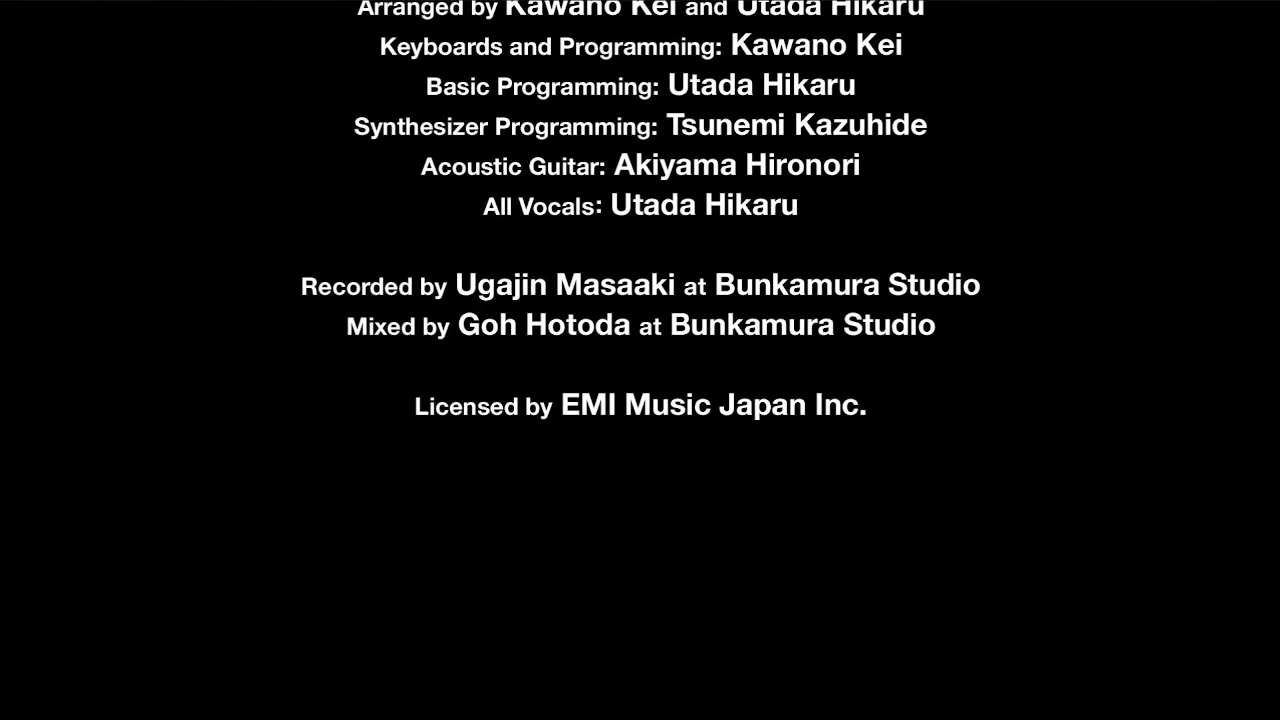 Arranged by Kawano Kei and Utada Hikaru
Keyboards and Programming: Kawano Kei
Basic Programming: Utada Hikaru
Synthesizer Programming: Tsunemi Kazuhide
Acoustic Guitar: Akiyama Hironori
All Vocals: Utada Hikaru
Recorded by Ugajin Masaaki at Bunkamura Studio
Mixed by Goh Hotoda at Bunkamura Studio
Licensed by EMI Music Japan Inc.